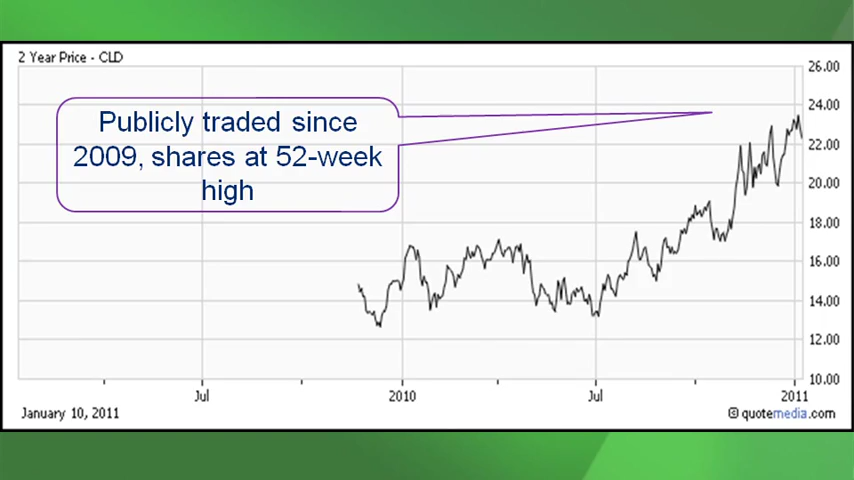 2 Year Price - CLD
Publicly traded since
2009, shares at 52-week
high
26.00
24.00
22.00
20.00
18.00
16.00
14.00
12.00
10.00
Jul
2010
Jul
2011
January 10, 2011
© quotemedia.com